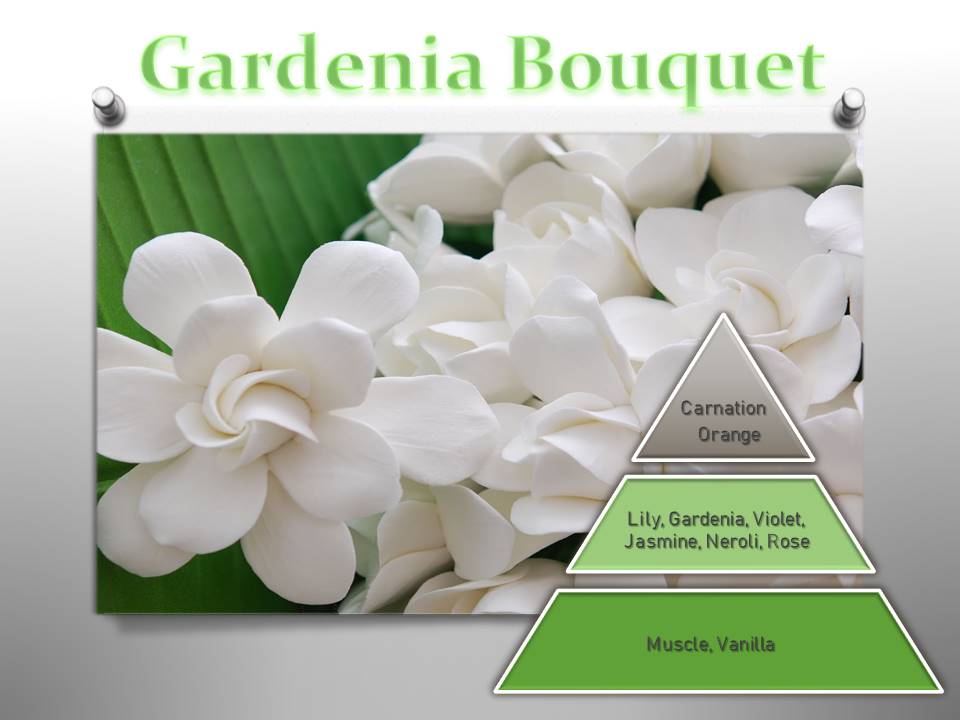 Gardenia Bouquet
Carnation
Orange
Lily, Gardenia, Violet,
Jasmine, Neroli, Rose
Muscle, Vanilla